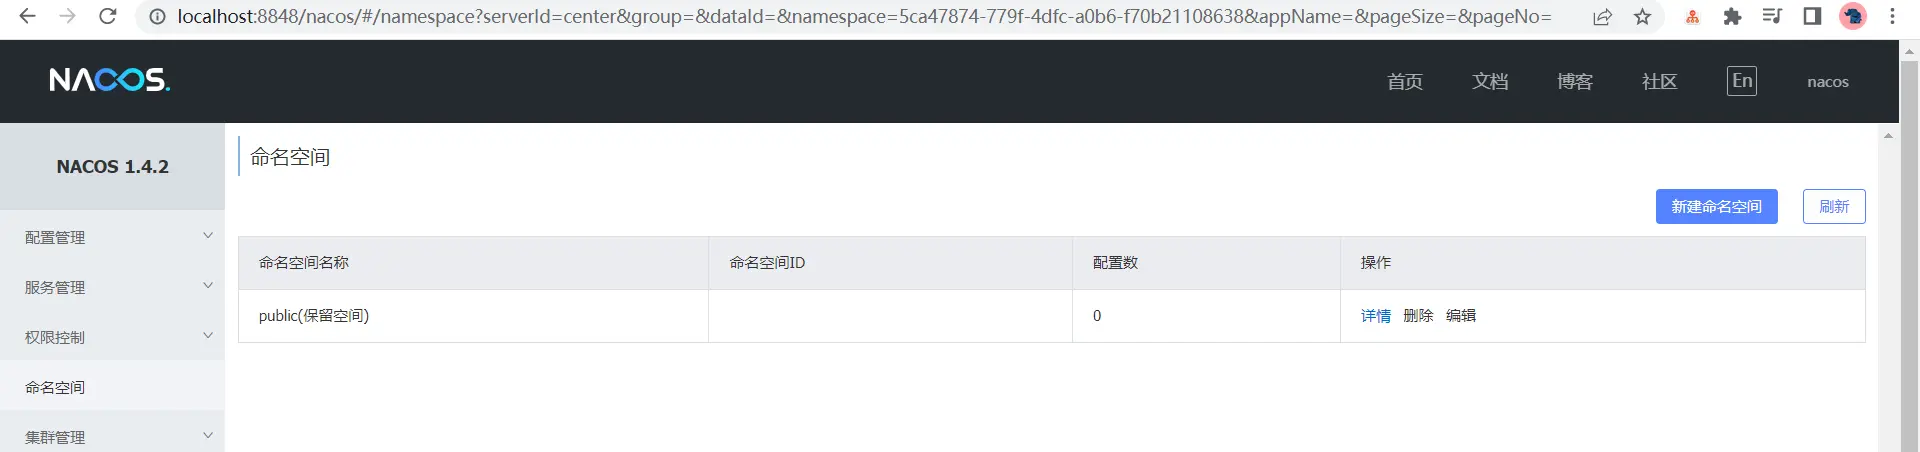 localhost:8848/nacos/#/namespace?serverId=center&group=&dataId=&namespace=5ca47874-779f-4dfc-a0b6-f70b21108638&appName=&pageSize=&pageNo=
NACOS.
首页 文档 博客 社区 En nacos
NACOS 1.4.2
配置管理
服务管理
权限控制
命名空间
集群管理
命名空间
新建命名空间 刷新
命名空间名称 命名空间ID 配置数 操作
public(保留空间) 0 详情 删除 编辑